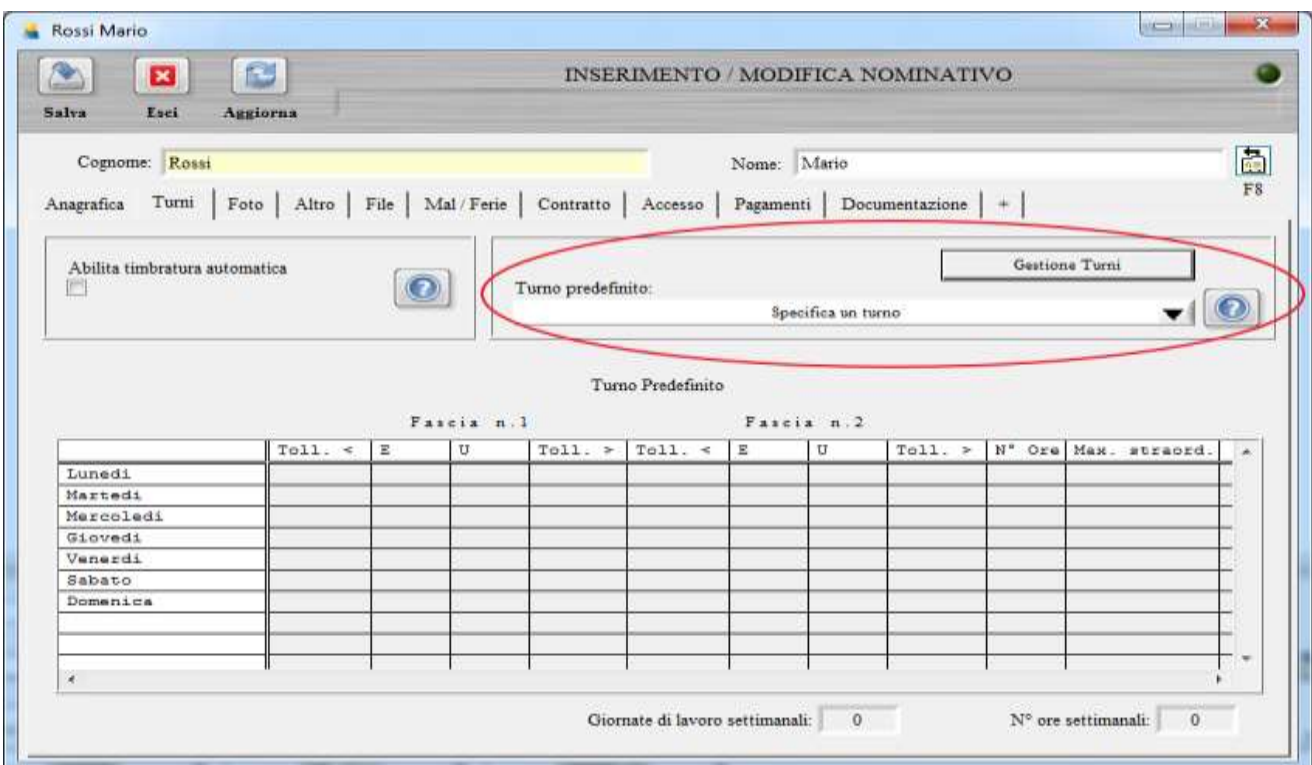 Rossi Mario
INSERIMENTO / MODIFICA NOMINATIVO
Salva Esci Aggiorna
Cognome: Rossi Nome: Mario
F8
Anagrafica Turni Foto Altro File Mal / Ferie Contratto Accesso Pagamenti Documentazione +
Abilita timbratura automatica
Gestione Turni
Turno predefinito:
Specifica un turno
Turno Predefinito
Fascia n.1 Fascia n.2
Toll. < E U Toll. > Toll. < E U Toll. > N° Ore Max. straord.
Lunedi
Martedi
Mercoledi
Giovedi
Venerdi
Sabato
Domenica
Giornate di lavoro settimanali: 0 N° ore settimanali: 0